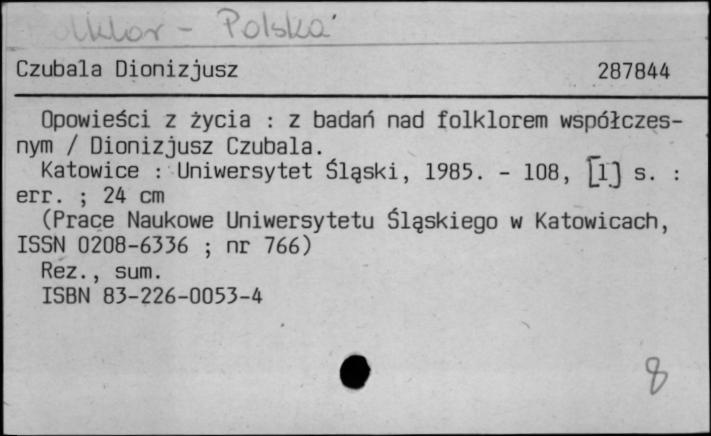 Folklor - Polska
Czubala Dionizjusz 287844
Opowieści z życia : z badań nad folklorem współczes-
nym / Dionizjusz Czubala.
Katowice : Uniwersytet Śląski, 1985. - 108, [1] s. :
err. ; 24 cm
(Prace Naukowe Uniwersytetu Śląskiego w Katowicach,
ISSN 0208-6336 ; nr 766)
Rez., sum.
ISBN 83-226-0053-4
8